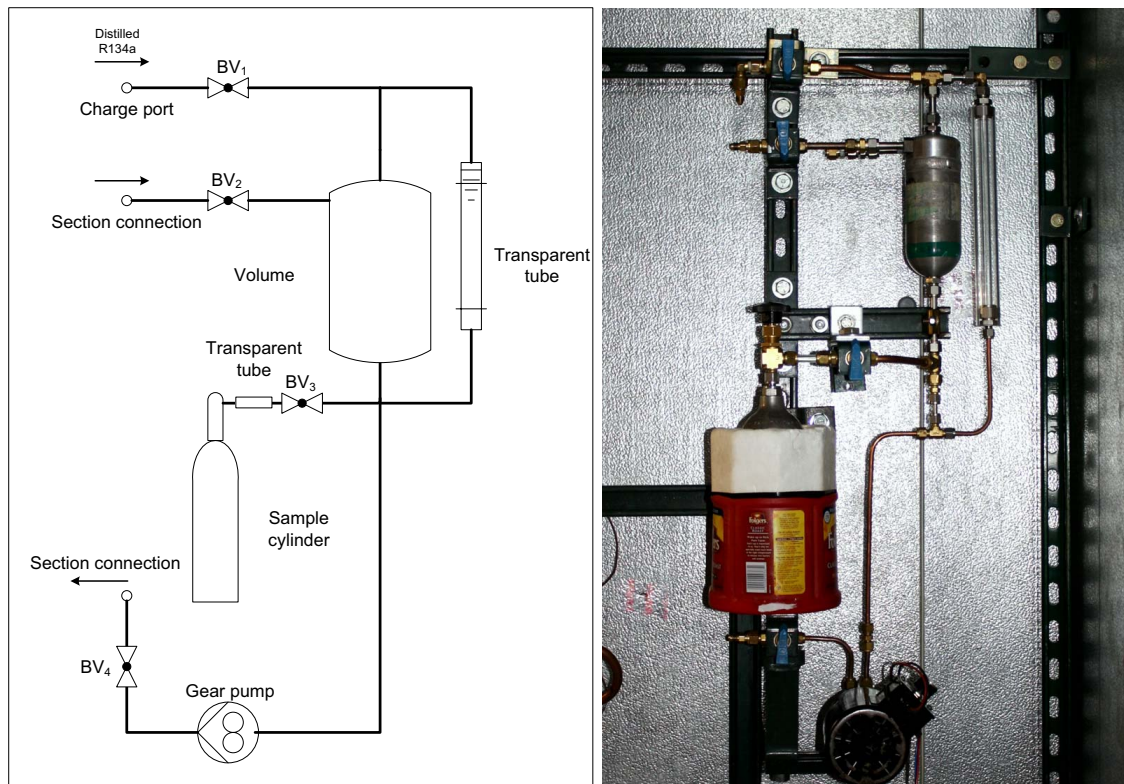 Distilled
R134a
BV1
Charge port
BV2
Section connection
Volume
Transparent
tube
Transparent
tube
BV3
Sample
cylinder
Section connection
BV4
Gear pump
Folgers